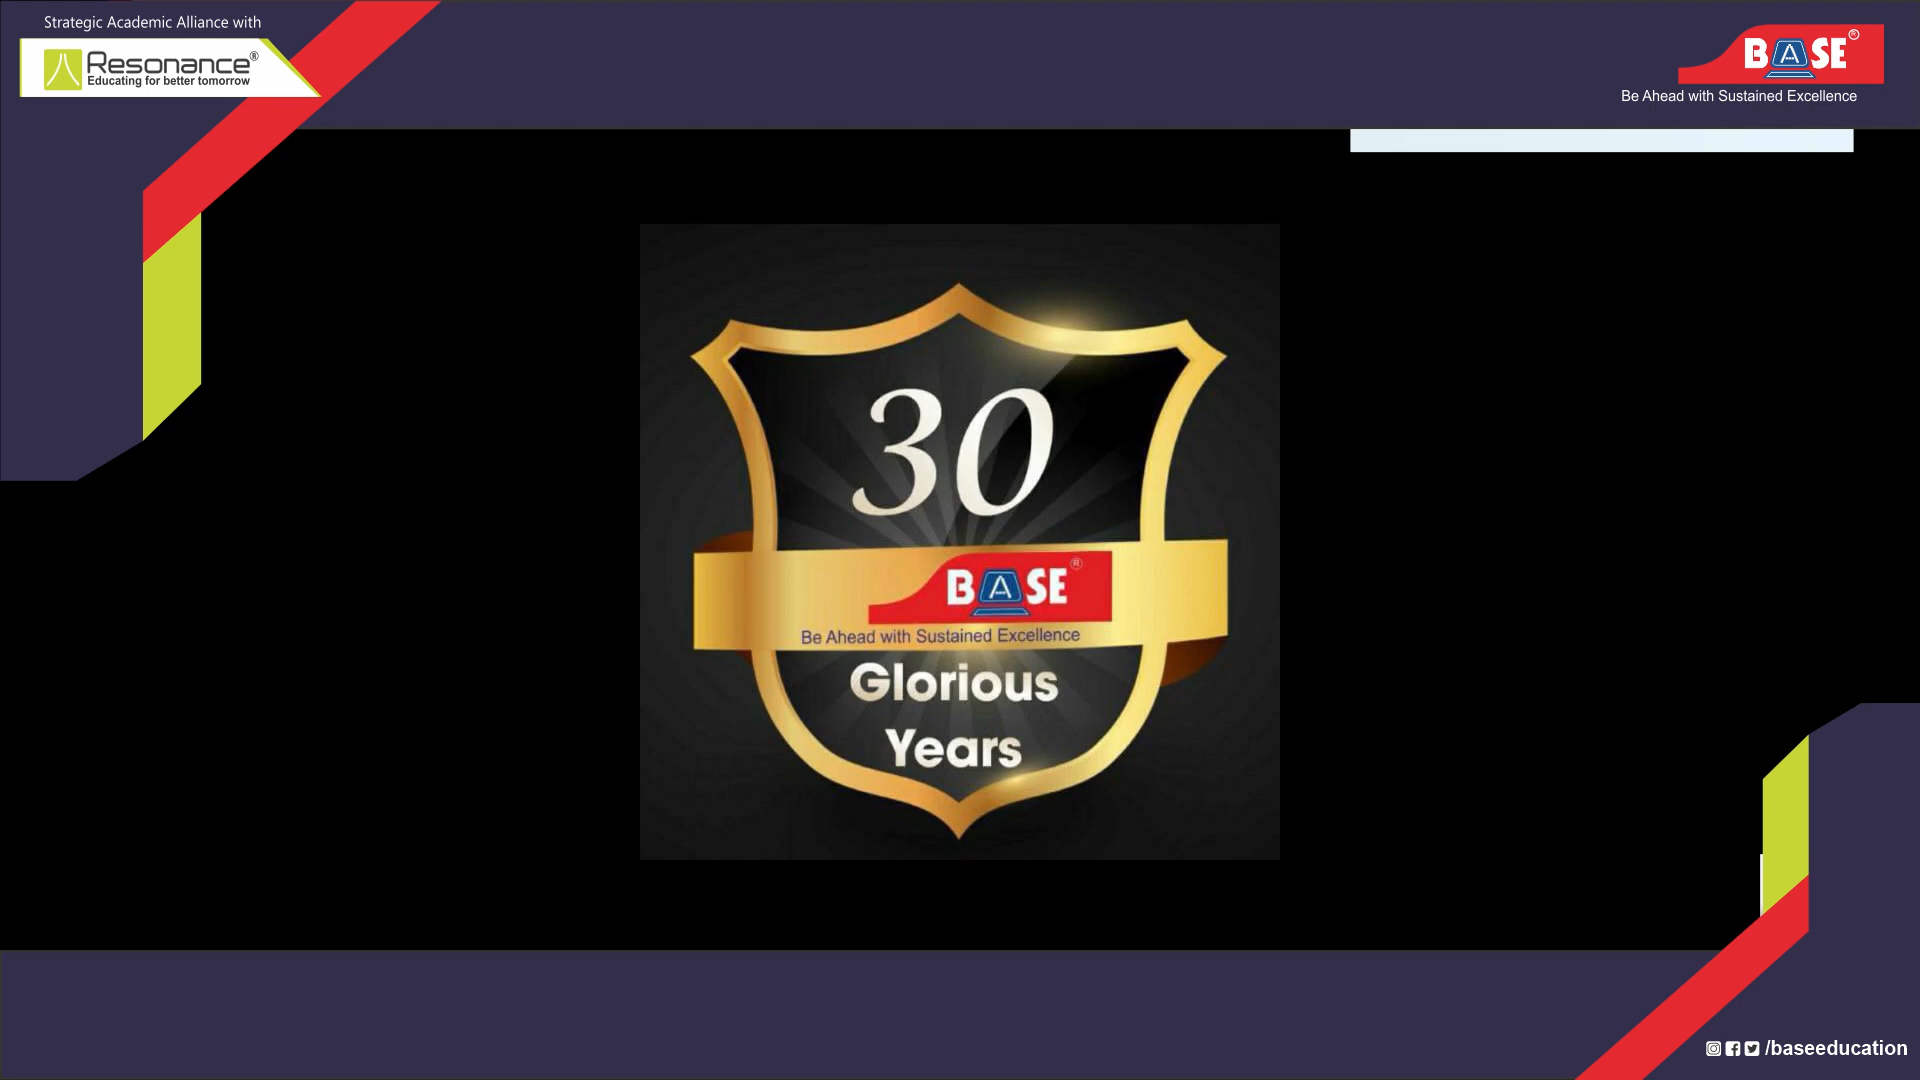 Strategic Academic Alliance with
Resonance®
Educating for better tomorrow
BASE®
Be Ahead with Sustained Excellence
30
BASE®
Be Ahead with Sustained Excellence
Glorious
Years
/baseeducation